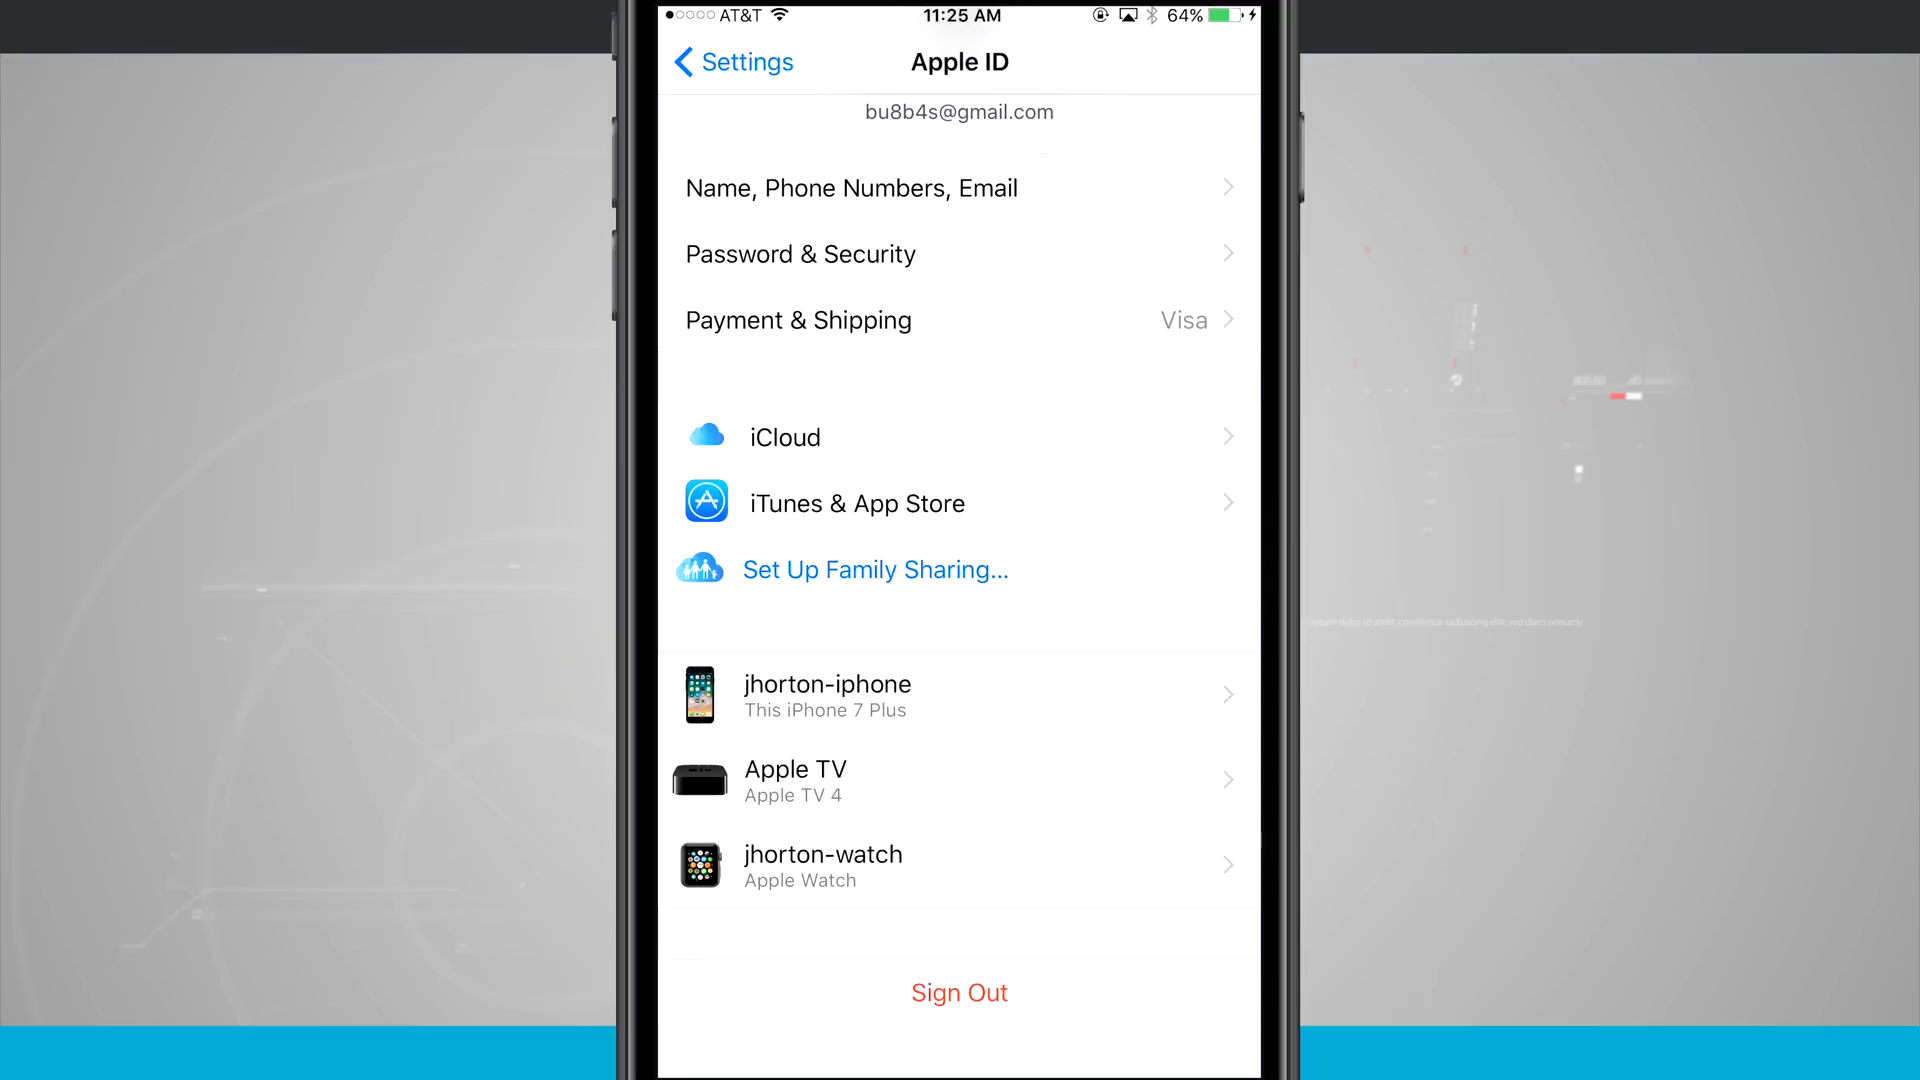 AT&T 11:25 AM 64%
Settings Apple ID
bu8b4s@gmail.com
Name, Phone Numbers, Email
Password & Security
Payment & Shipping Visa
iCloud
iTunes & App Store
Set Up Family Sharing...
jhorton-iphone
This iPhone 7 Plus
Apple TV
Apple TV 4
jhorton-watch
Apple Watch
Sign Out